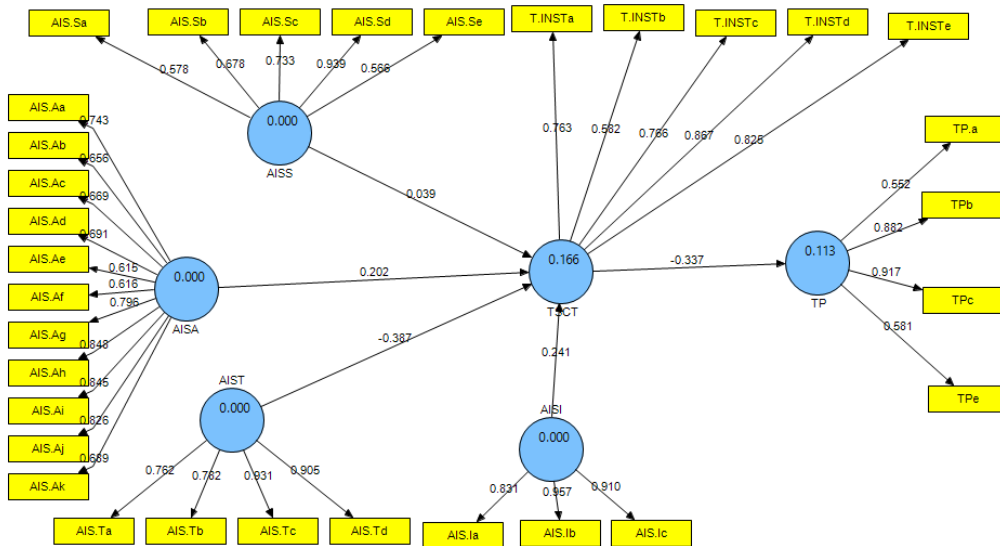 AIS.Sa
AIS.Sb
AIS.Sc
AIS.Sd
AIS.Se
T.INSTa
T.INSTb
T.INSTc
T.INSTd
T.INSTe
0.578
0.678
0.733
0.939
0.566
0.763
0.582
0.766
0.867
0.825
AIS.Aa
AIS.Ab
AIS.Ac
AIS.Ad
AIS.Ae
AIS.Af
AIS.Ag
AIS.Ah
AIS.Ai
AIS.Aj
AIS.Ak
0.743
0.656
0.669
0.691
0.615
0.616
0.796
0.848
0.845
0.826
0.689
0.000
AISS
0.000
AISA
0.039
0.202
-0.387
0.241
0.166
TSCT
-0.337
0.113
TP
TP.a
TPb
TPc
TPe
0.552
0.882
0.917
0.581
AIST
0.000
0.762
0.782
0.931
0.905
AIS.Ta
AIS.Tb
AIS.Tc
AIS.Td
AISI
0.000
0.831
0.957
0.910
AIS.Ia
AIS.Ib
AIS.Ic